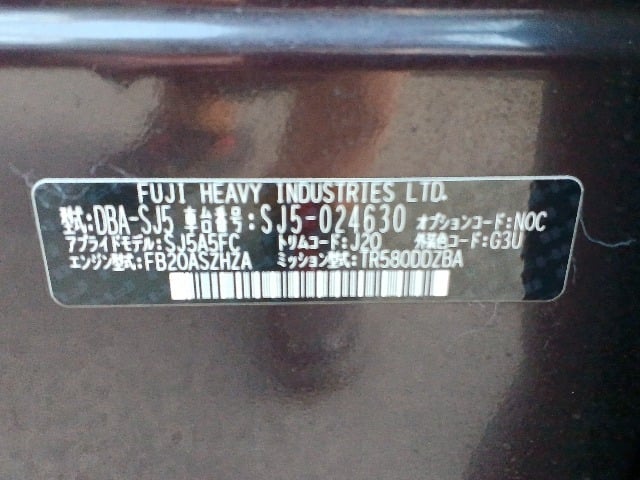 FUJI HEAVY INDUSTRIES LTD.
型式:DBA-SJ5 車台番号:SJ5-024630 オプションコード:NOC
アプライドモデル:SJ5A5FC トリムコード:J20 外装色コード:G3U
エンジン型式:FB20ASZHZA ミッション型式:TR580DDZBA